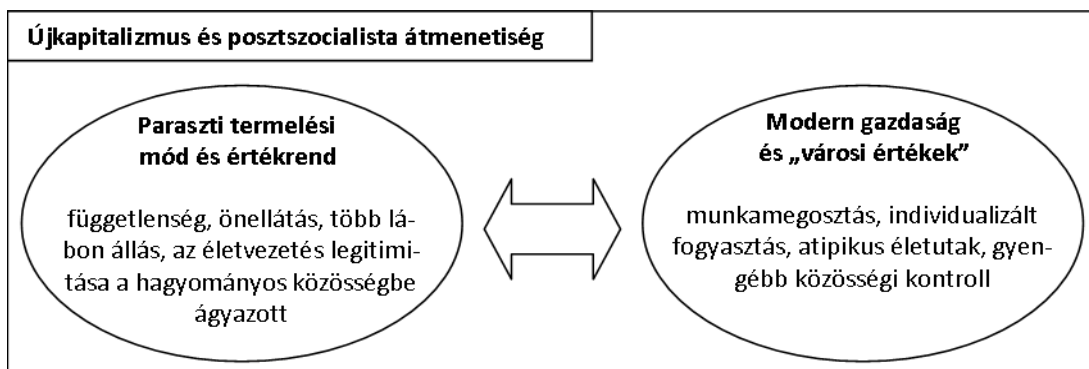 Újkapitalizmus és posztszocialista átmenetiség
Paraszti termelési
mód és értékrend
függetlenség, önellátás, több lá-
bon állás, az életvezetés legitimi-
tása a hagyományos közösségbe
ágyazott
Modern gazdaság
és „városi értékek”
munkamegosztás, individualizált
fogyasztás, atipikus életutak, gyen-
gébb közösségi kontroll